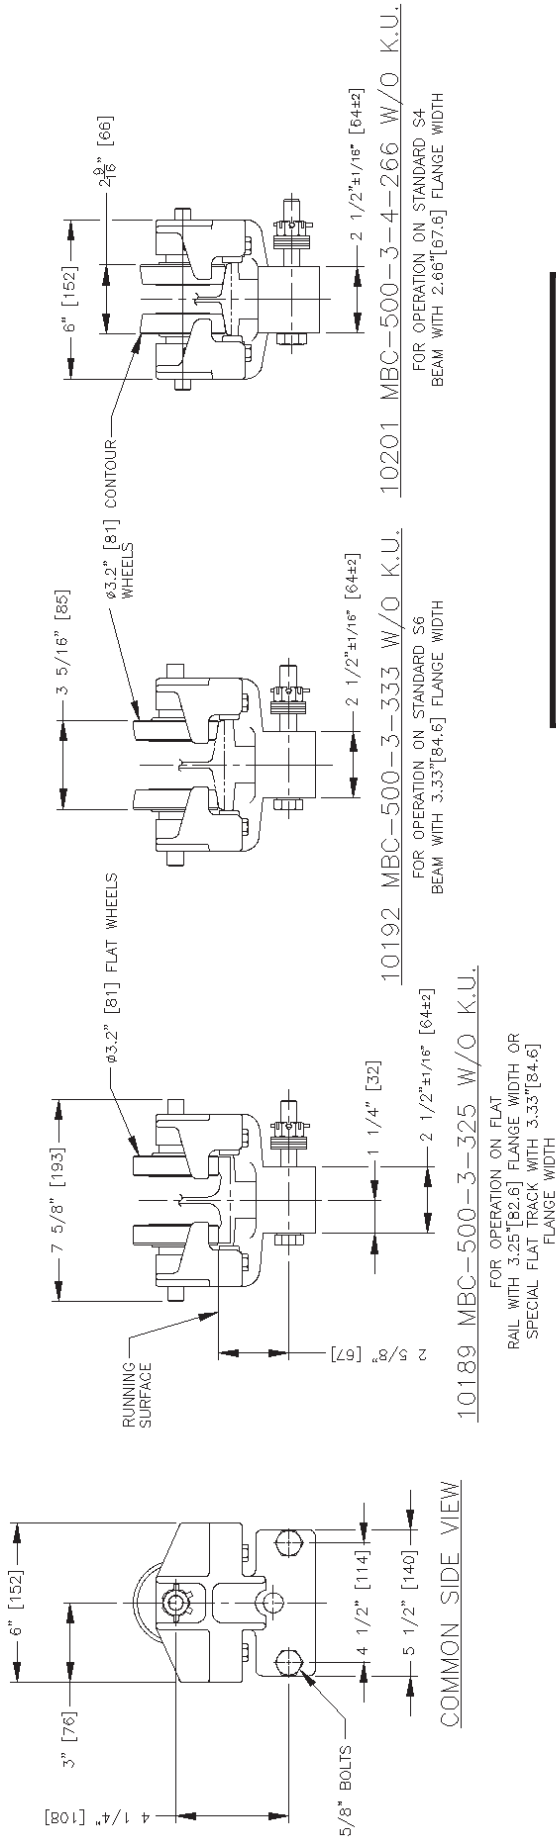 6" [152]
3" [76]
4 1/4" [108]
5/8" BOLTS
4 1/2" [114]
5 1/2" [140]
COMMON SIDE VIEW
RUNNING
SURFACE
7 5/8" [193]
ø3.2" [81] FLAT WHEELS
2 5/8" [67]
1 1/4" [32]
2 1/2"±1/16" [64±2]
10189 MBC-500-3-325 W/O K.U.
FOR OPERATION ON FLAT
RAIL WITH 3.25"[82.6] FLANGE WIDTH OR
SPECIAL FLAT TRACK WITH 3.33"[84.6]
FLANGE WIDTH
3 5/16" [85]
ø3.2" [81] CONTOUR
WHEELS
2 1/2"±1/16" [64±2]
10192 MBC-500-3-333 W/O K.U.
FOR OPERATION ON STANDARD S6
BEAM WITH 3.33"[84.6] FLANGE WIDTH
6" [152]
2 9/16" [66]
2 1/2"±1/16" [64±2]
10201 MBC-500-3-4-266 W/O K.U.
FOR OPERATION ON STANDARD S4
BEAM WITH 2.66"[67.6] FLANGE WIDTH